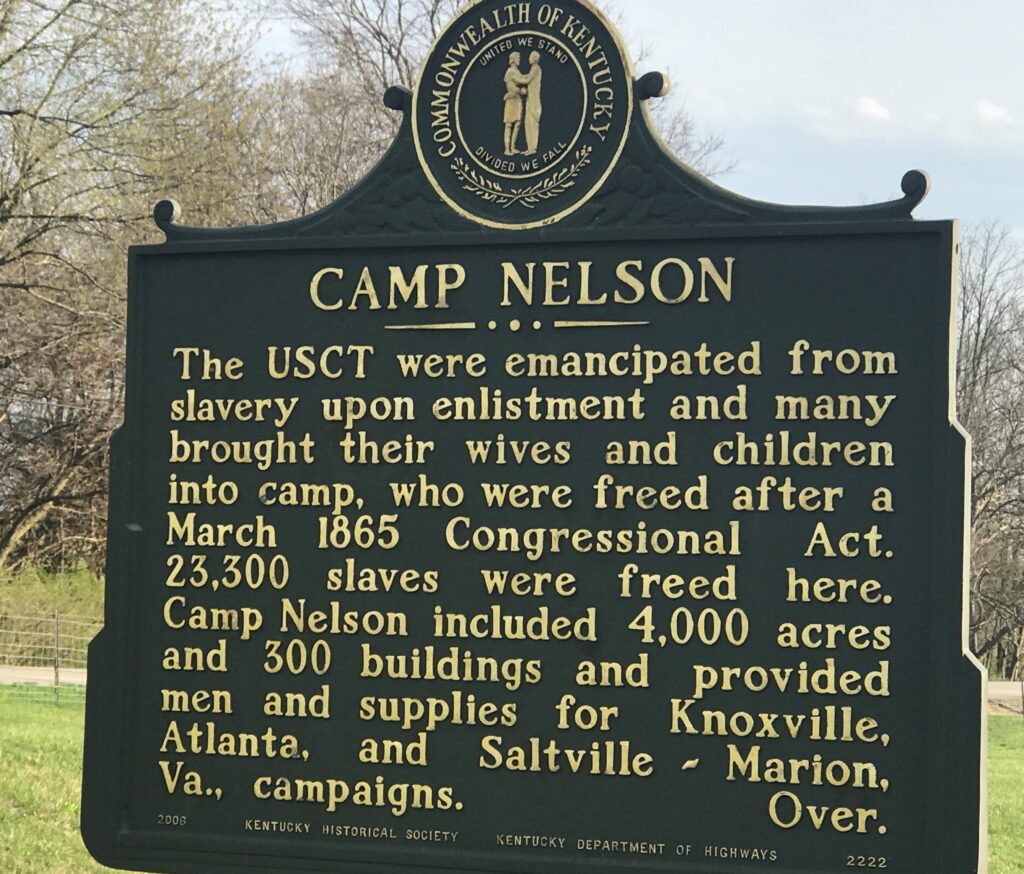 COMMONWEALTH OF KENTUCKY
UNITED WE STAND
DIVIDED WE FALL
CAMP NELSON
The USCT were emancipated from
slavery upon enlistment and many
brought their wives and children
into camp, who were freed after a
March 1865 Congressional Act.
23,300 slaves were freed here.
Camp Nelson included 4,000 acres
and 300 buildings and provided
men and supplies for Knoxville,
Atlanta, and Saltville - Marion,
Va., campaigns. Over.
2006 KENTUCKY HISTORICAL SOCIETY KENTUCKY DEPARTMENT OF HIGHWAYS 2222